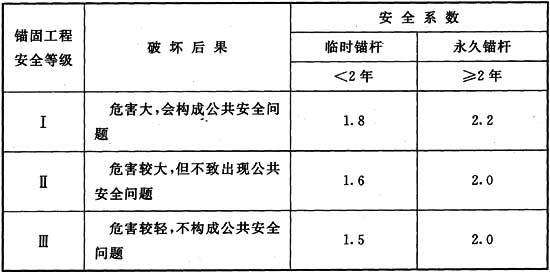 锚固工程
安全等级
破坏后果
安全系数
临时锚杆
永久锚杆
<2年
≥2年
Ⅰ
危害大,会构成公共安全问
题
1.8
2.2
Ⅱ
危害较大,但不致出现公共
安全问题
1.6
2.0
Ⅲ
危害较轻,不构成公共安全
问题
1.5
2.0